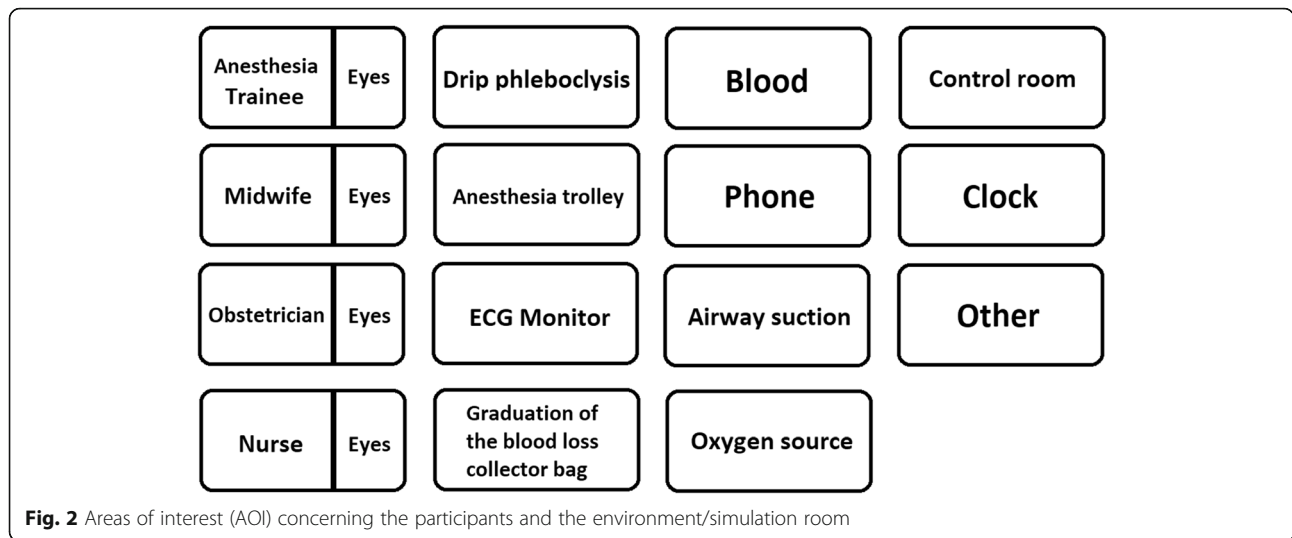 Anesthesia
Trainee
Eyes
Drip phleboclysis
Blood
Control room
Midwife
Eyes
Anesthesia trolley
Phone
Clock
Obstetrician
Eyes
ECG Monitor
Airway suction
Other
Nurse
Eyes
Graduation of
the blood loss
collector bag
Oxygen source
Fig. 2 Areas of interest (AOI) concerning the participants and the environment/simulation room